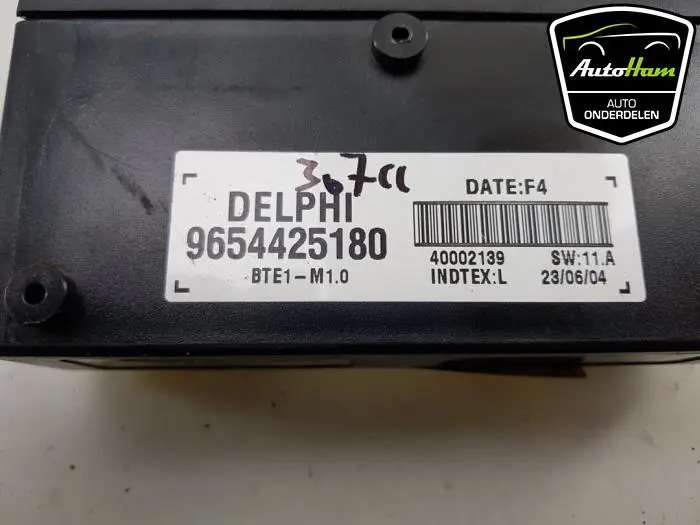 AutoHam
AUTO
ONDERDELEN
307cc
DELPHI
9654425180
BTE1-M1.0
DATE:F4
40002139 SW:11.A
INDTEX:L 23/06/04